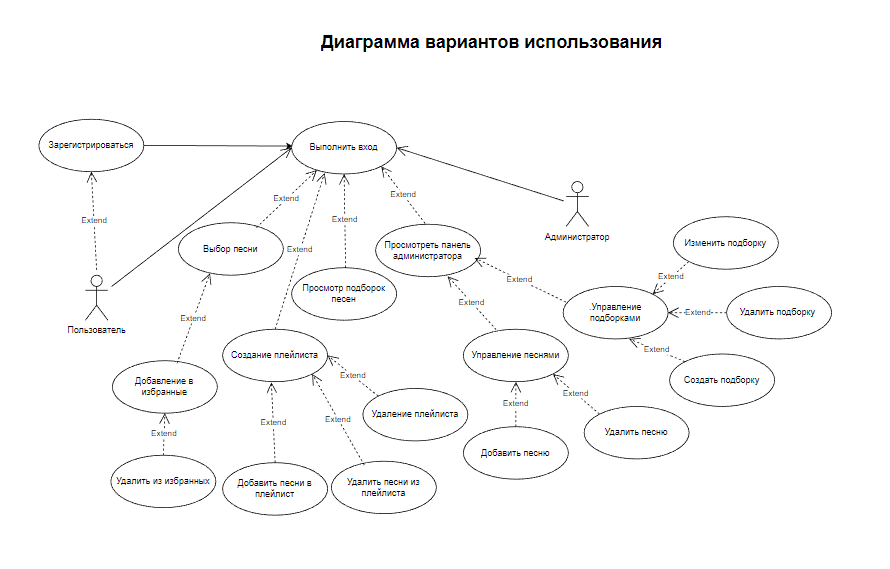 Диаграмма вариантов использования
Зарегистрироваться
Выполнить вход
Extend
Extend
Extend
Extend
Extend
Администратор
Выбор песни
Просмотреть панель
администратора
Изменить подборку
Extend
Extend
Пользователь
Просмотр подборок
песен
Extend
Extend
.Управление
подборками
Extend
Удалить подборку
Extend
Создание плейлиста
Управление песнями
Extend
Создать подборку
Добавление в
избранные
Extend
Extend
Extend
Удаление плейлиста
Extend
Extend
Extend
Удалить песню
Добавить песню
Удалить из избранных
Добавить песни в
плейлист
Удалить песни из
плейлиста